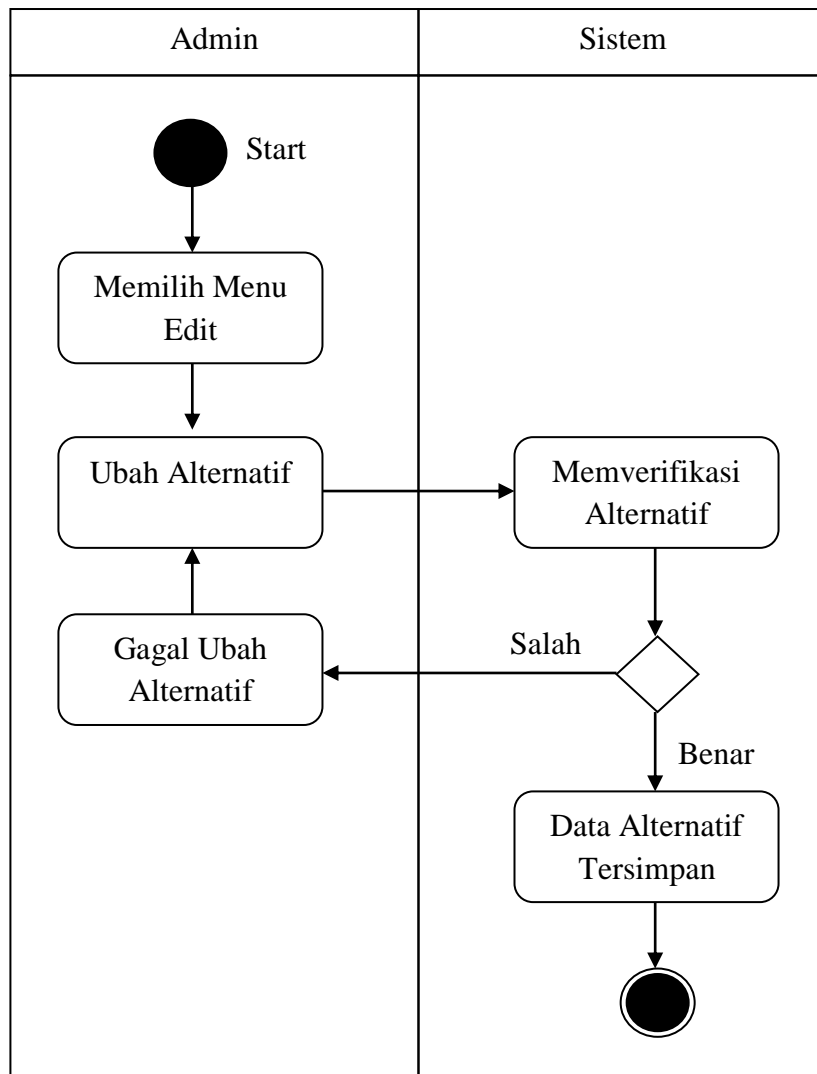 Admin
Sistem
Start
Memilih Menu
Edit
Ubah Alternatif
Memverifikasi
Alternatif
Gagal Ubah
Alternatif
Salah
Benar
Data Alternatif
Tersimpan